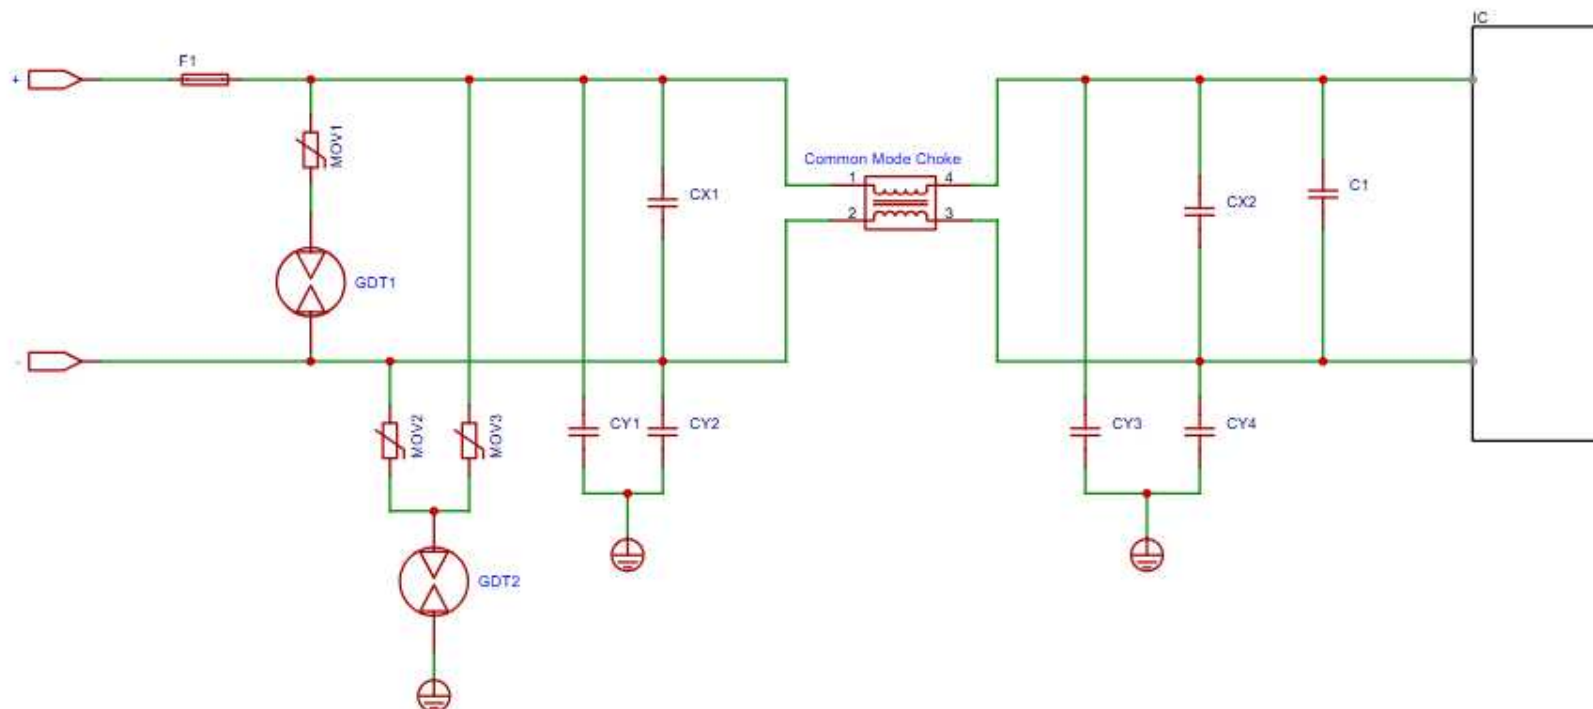 IC
F1
+
MOV1
Common Mode Choke
1
4
CX1
C1
2
3
CX2
GDT1
-
MOV2
MOV3
CY1
CY2
CY3
CY4
GDT2